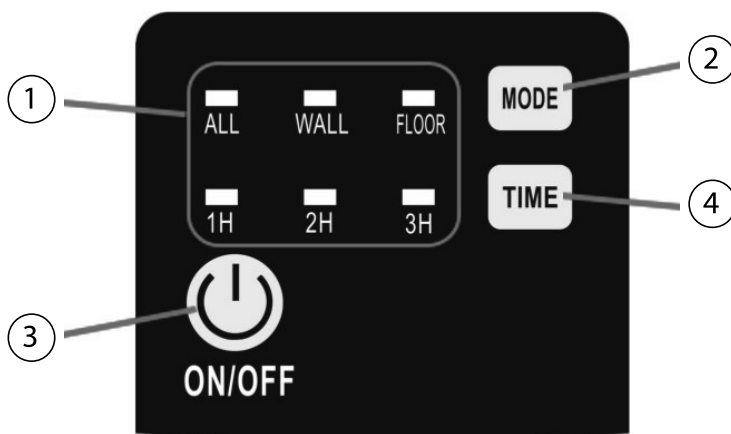 1
ALL WALL FLOOR
MODE
2
1H 2H 3H
TIME
4
3
ON/OFF